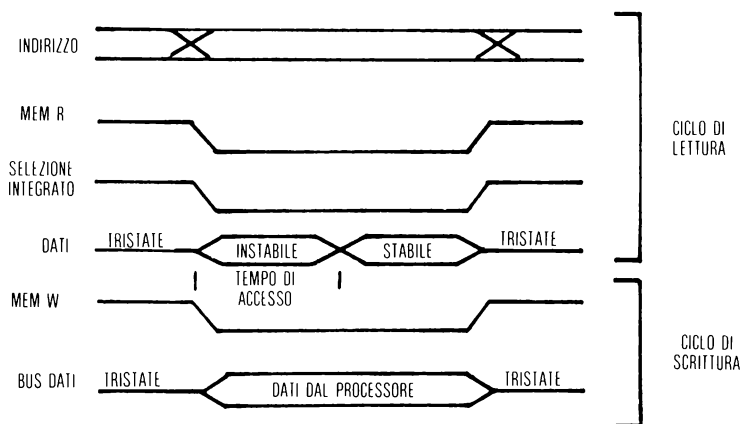 INDIRIZZO
MEM R
CICLO DI
LETTURA
SELEZIONE
INTEGRATO
DATI
TRISTATE
INSTABILE
STABILE
TRISTATE
TEMPO DI
ACCESSO
MEM W
CICLO DI
SCRITTURA
BUS DATI
TRISTATE
DATI DAL PROCESSORE
TRISTATE